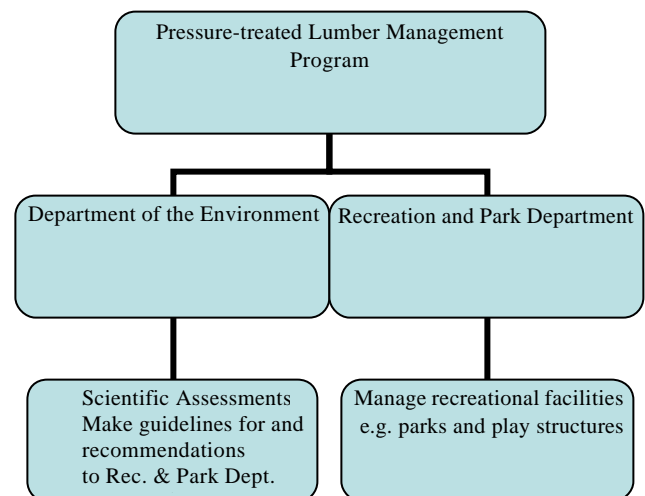 Pressure-treated Lumber Management
Program
Department of the Environment
Recreation and Park Department
Scientific Assessments
Make guidelines for and
recommendations
to Rec. & Park Dept.
Manage recreational facilities
e.g. parks and play structures